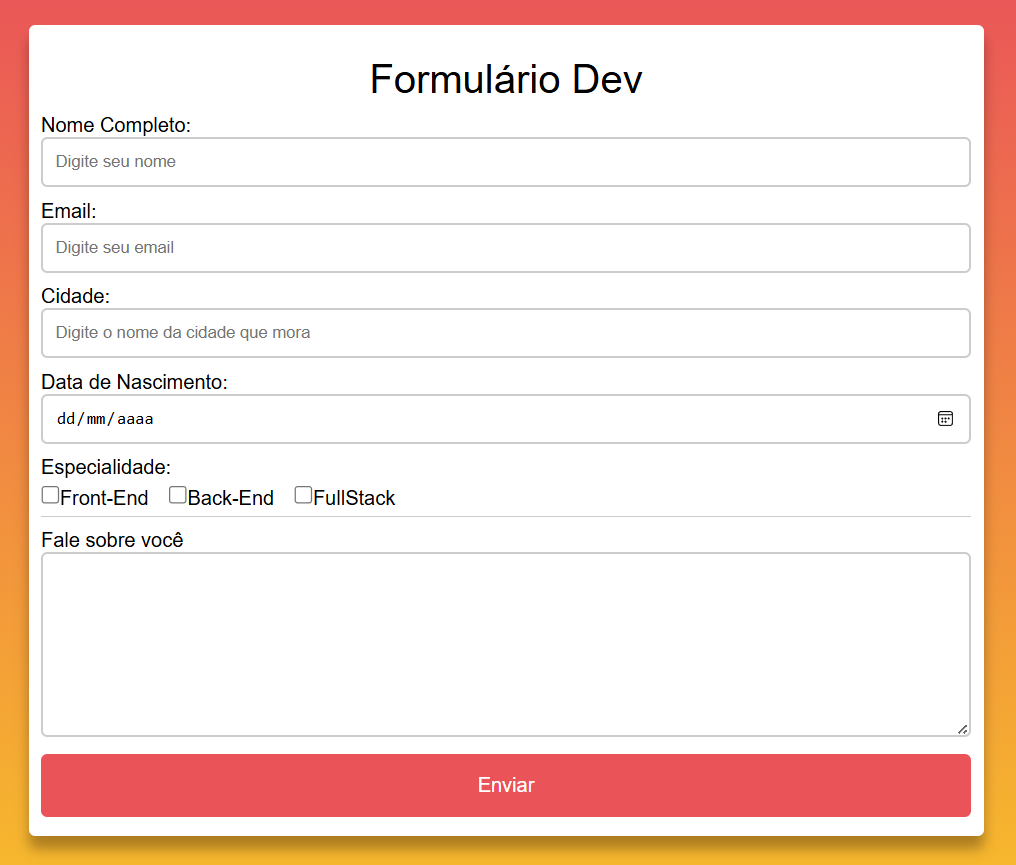 Formulário Dev
Nome Completo:
Digite seu nome
Email:
Digite seu email
Cidade:
Digite o nome da cidade que mora
Data de Nascimento:
dd/mm/aaaa
Especialidade:
Front-End Back-End FullStack
Fale sobre você
Enviar